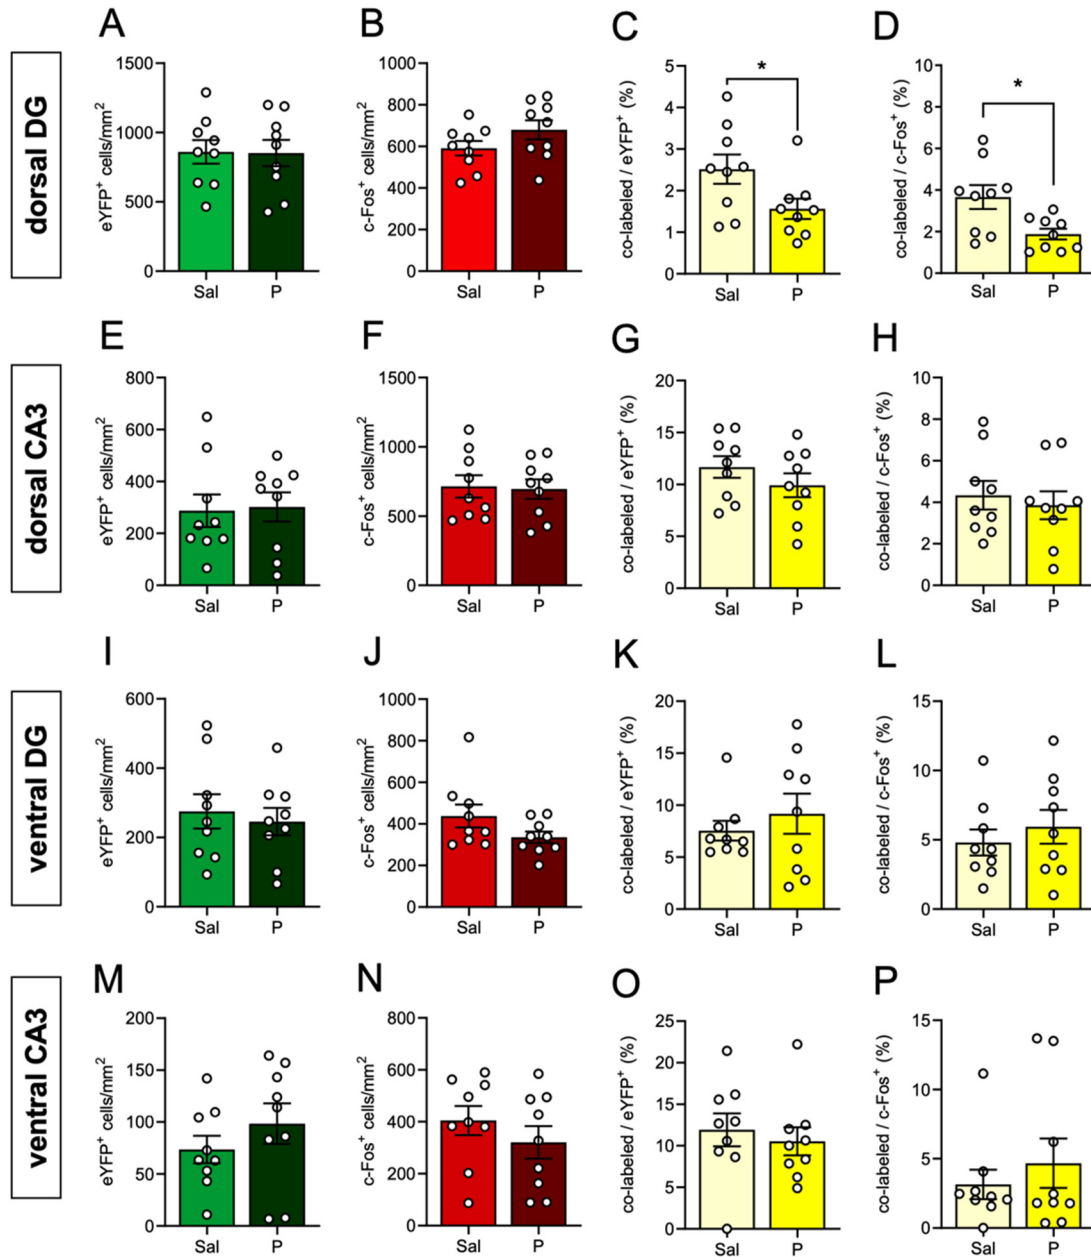 A B C D
dorsal DG
eYFP⁺ cells/mm²
1500
1000
500
0
Sal P
c-Fos⁺ cells/mm²
1000
800
600
400
200
0
Sal P
co-labeled / eYFP⁺ (%)
5
4
3
2
1
0
*
Sal P
co-labeled / c-Fos⁺ (%)
10
8
6
4
2
0
*
Sal P
E F G H
dorsal CA3
eYFP⁺ cells/mm²
800
600
400
200
0
Sal P
c-Fos⁺ cells/mm²
1500
1000
500
0
Sal P
co-labeled / eYFP⁺ (%)
20
15
10
5
0
Sal P
co-labeled / c-Fos⁺ (%)
10
8
6
4
2
0
Sal P
I J K L
ventral DG
eYFP⁺ cells/mm²
600
400
200
0
Sal P
c-Fos⁺ cells/mm²
1000
800
600
400
200
0
Sal P
co-labeled / eYFP⁺ (%)
20
15
10
5
0
Sal P
co-labeled / c-Fos⁺ (%)
15
10
5
0
Sal P
M N O P
ventral CA3
eYFP⁺ cells/mm²
200
150
100
50
0
Sal P
c-Fos⁺ cells/mm²
800
600
400
200
0
Sal P
co-labeled / eYFP⁺ (%)
25
20
15
10
5
0
Sal P
co-labeled / c-Fos⁺ (%)
15
10
5
0
Sal P